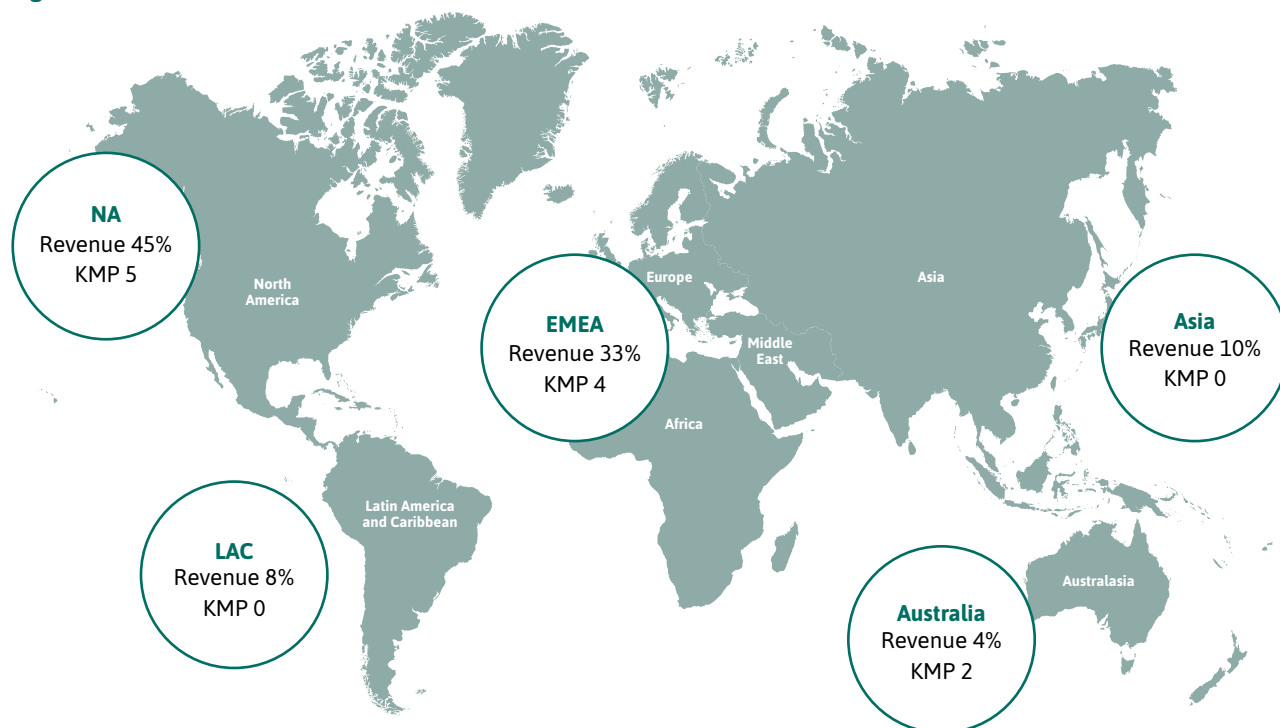 NA
Revenue 45%
KMP 5
North
America
EMEA
Revenue 33%
KMP 4
Europe
Middle
East
Africa
Asia
Asia
Revenue 10%
KMP 0
LAC
Revenue 8%
KMP 0
Latin America
and Caribbean
Australia
Revenue 4%
KMP 2
Australasia